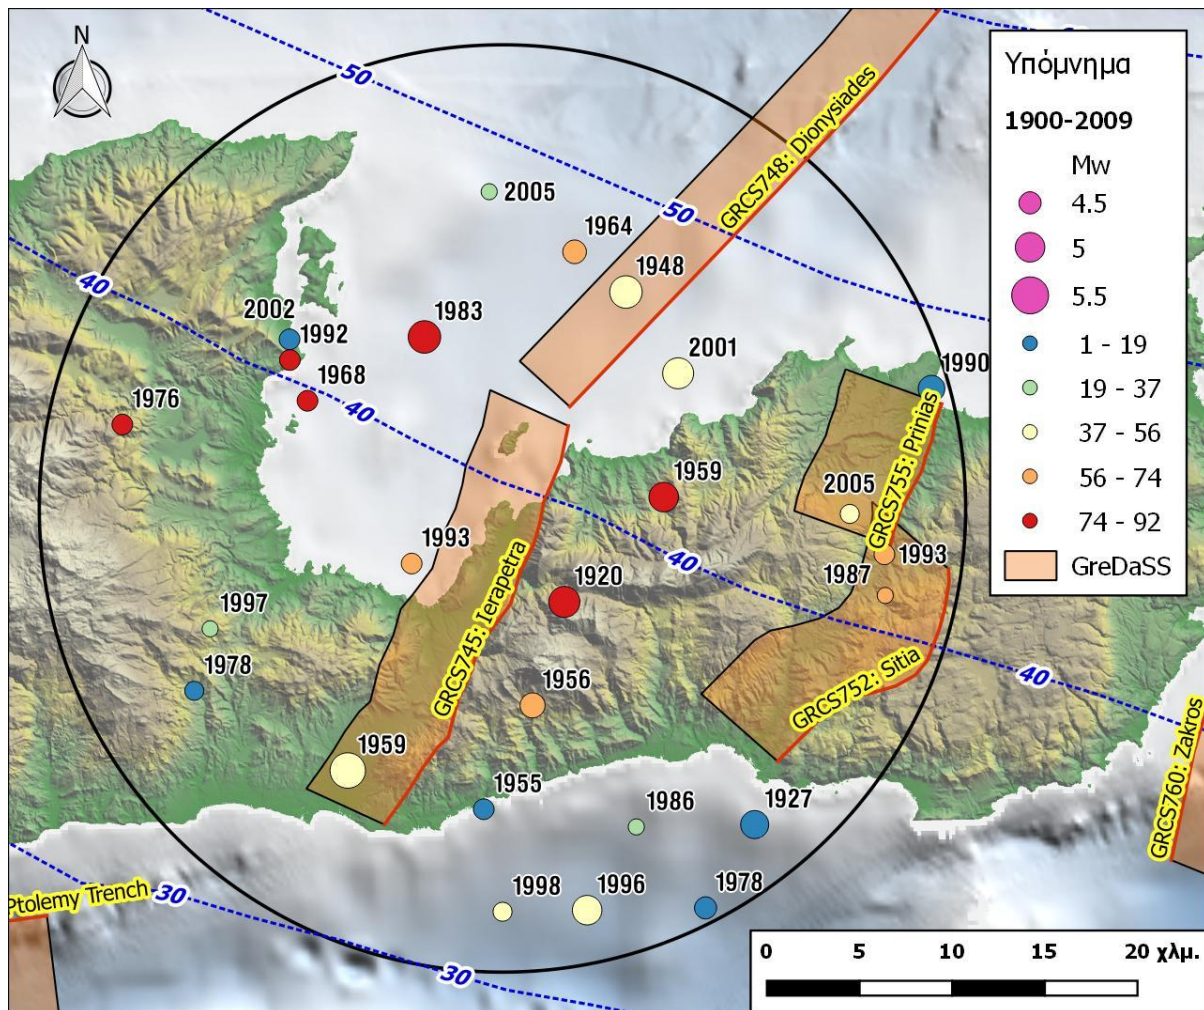 N
50
GRCS748: Dionysiades
2005
1964
50
1948
40
2002
1992
1983
2001
1968
40
1976
1990
GRCS755: Prinias
1959
2005
1993
40
1993
1987
1920
GRCS745: Ierapetra
1997
1978
1956
GRCS752: Sitia
40
1959
GRCS760: Zakros
1955
1986
1927
Ptolemy Trench
30
1998
1996
1978
30
Υπόμνημα
1900-2009
Mw
4.5
5
5.5
1 - 19
19 - 37
37 - 56
56 - 74
74 - 92
GreDaSS
0 5 10 15 20 χλμ.